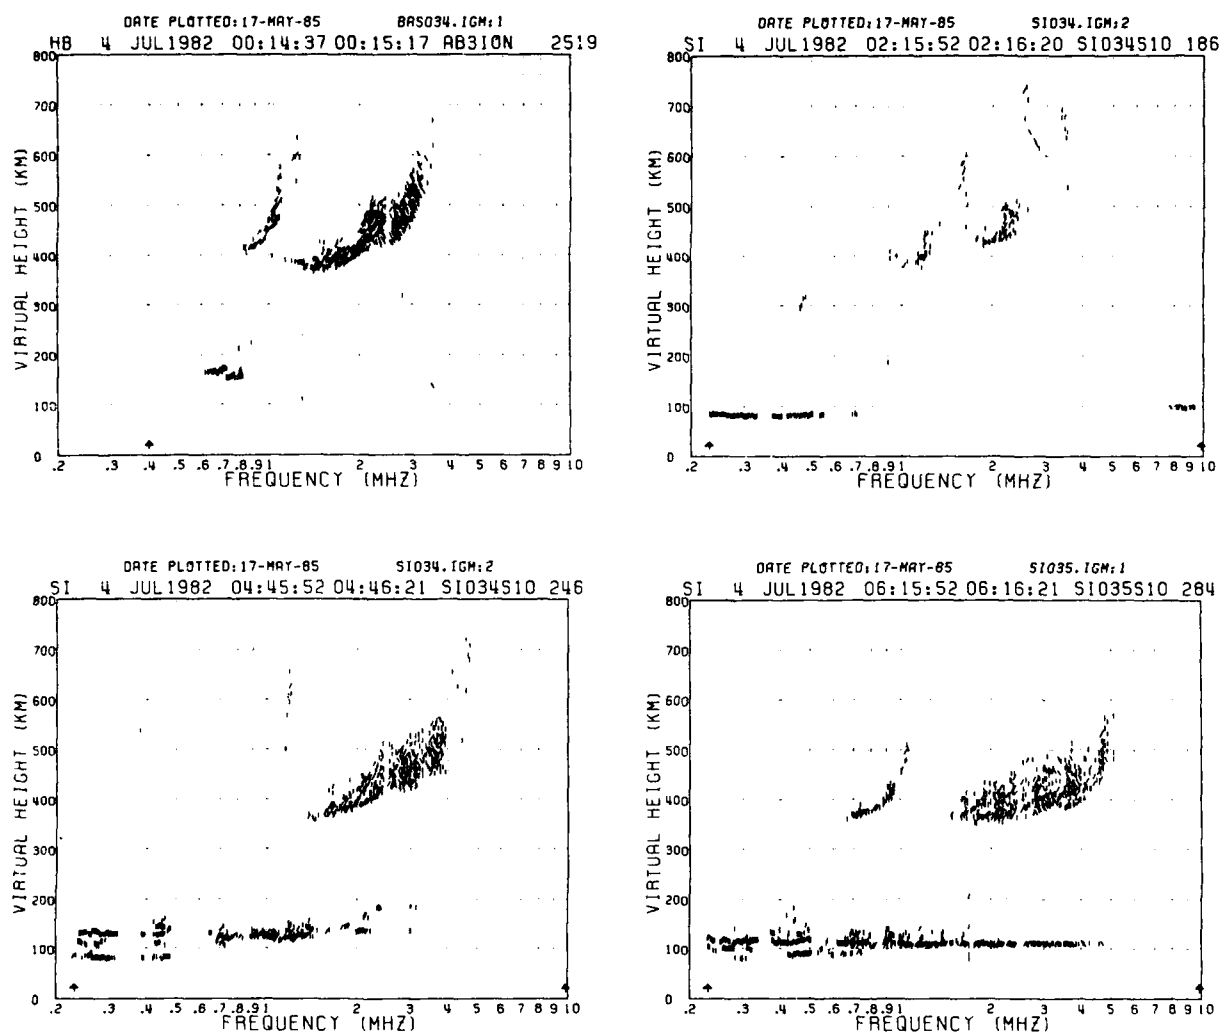 DATE PLOTTED:17-MAY-85 BAS034.IGM:1
HB 4 JUL1982 00:14:37 00:15:17 AB3ION 2519
800
700
600
500
400
300
200
100
0
VIRTUAL HEIGHT (KM)
.2 .3 .4 .5 .6 .7 .8 .9 1 2 3 4 5 6 7 8 9 10
FREQUENCY (MHZ)
DATE PLOTTED:17-MAY-85 SI034.IGM:2
SI 4 JUL1982 02:15:52 02:16:20 SI034S10 186
800
700
600
500
400
300
200
100
0
VIRTUAL HEIGHT (KM)
.2 .3 .4 .5 .6 .7 .8 .9 1 2 3 4 5 6 7 8 9 10
FREQUENCY (MHZ)
DATE PLOTTED:17-MAY-85 SI034.IGM:2
SI 4 JUL1982 04:45:52 04:46:21 SI034S10 246
800
700
600
500
400
300
200
100
0
VIRTUAL HEIGHT (KM)
.2 .3 .4 .5 .6 .7 .8 .9 1 2 3 4 5 6 7 8 9 10
FREQUENCY (MHZ)
DATE PLOTTED:17-MAY-85 SI035.IGM:1
SI 4 JUL1982 06:15:52 06:16:21 SI035S10 284
800
700
600
500
400
300
200
100
0
VIRTUAL HEIGHT (KM)
.2 .3 .4 .5 .6 .7 .8 .9 1 2 3 4 5 6 7 8 9 10
FREQUENCY (MHZ)